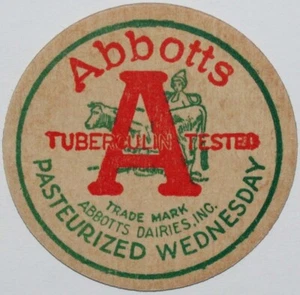 Abbotts
A
TUBERCULIN TESTED
TRADE MARK
ABBOTTS DAIRIES, INC.
PASTEURIZED WEDNESDAY